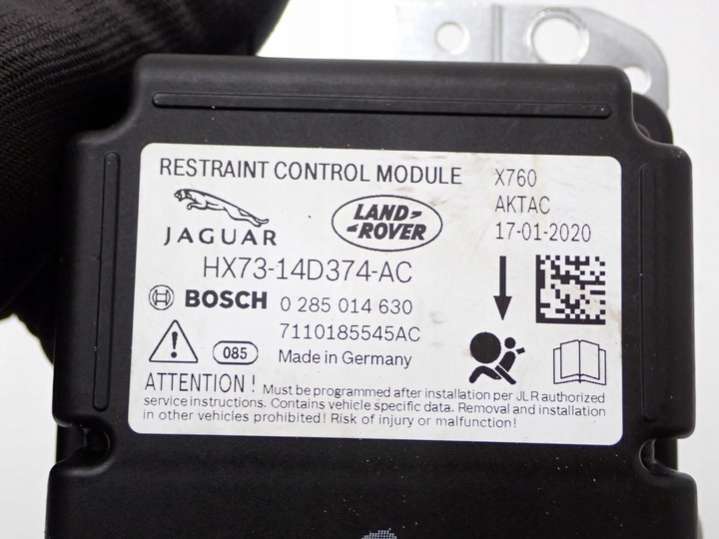 RESTRAINT CONTROL MODULE
X760
AKTAC
17-01-2020
JAGUAR
LAND
ROVER
HX73-14D374-AC
BOSCH 0 285 014 630
7110185545AC
085 Made in Germany
ATTENTION ! Must be programmed after installation per JLR authorized
service instructions. Contains vehicle specific data. Removal and installation
in other vehicles prohibited! Risk of injury or malfunction!